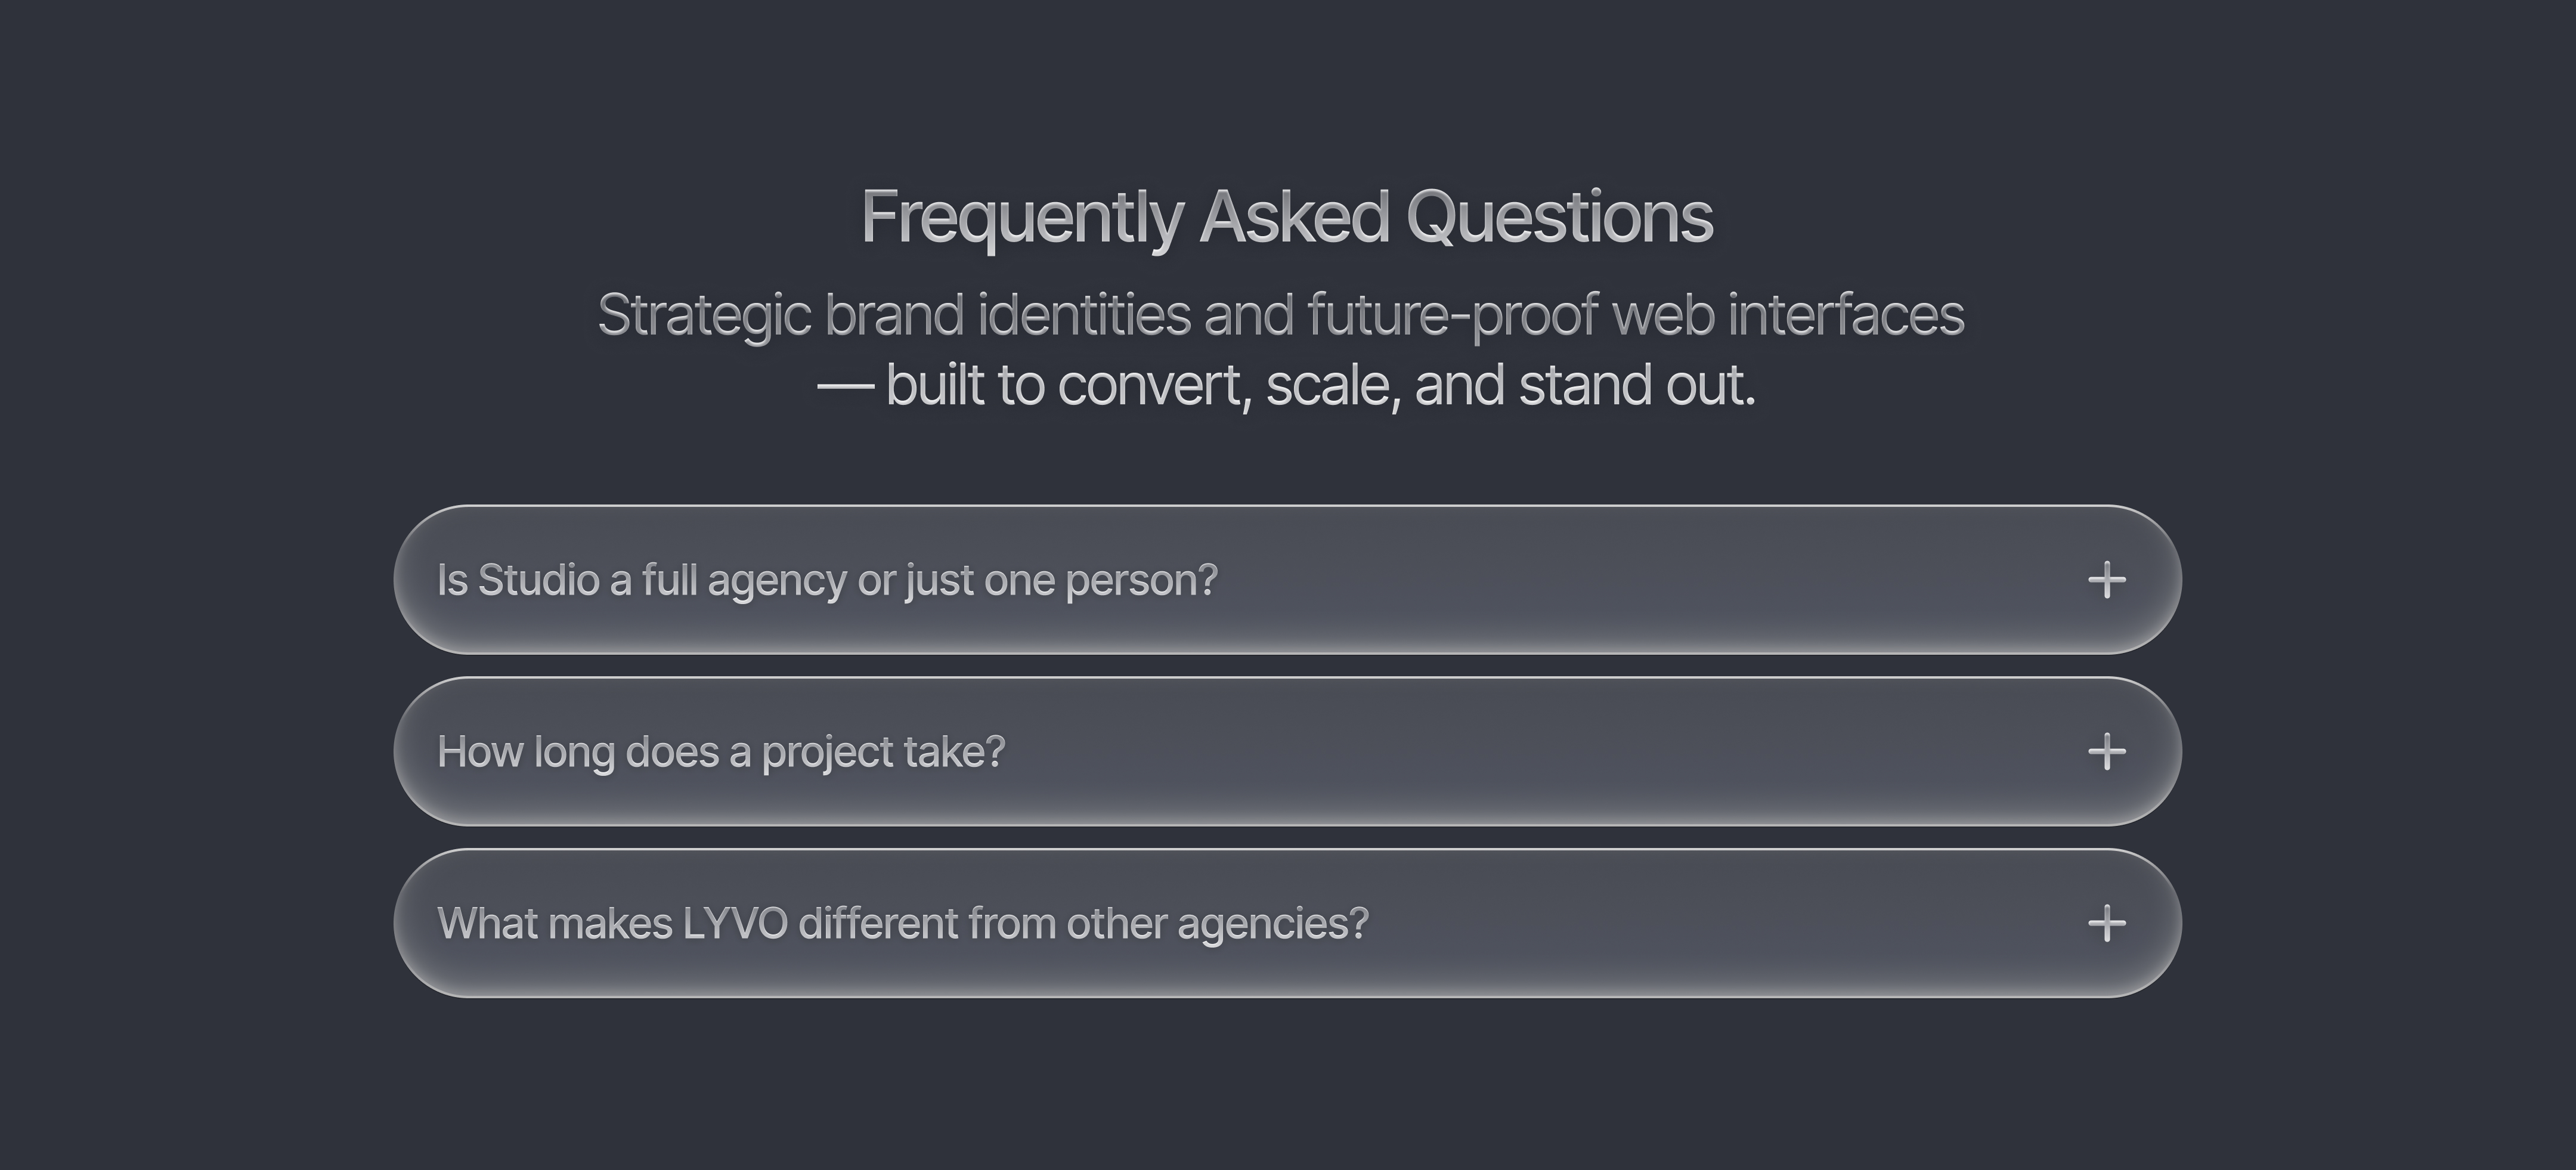 Frequently Asked Questions
Strategic brand identities and future-proof web interfaces
— built to convert, scale, and stand out.
Is Studio a full agency or just one person?
How long does a project take?
What makes LYVO different from other agencies?